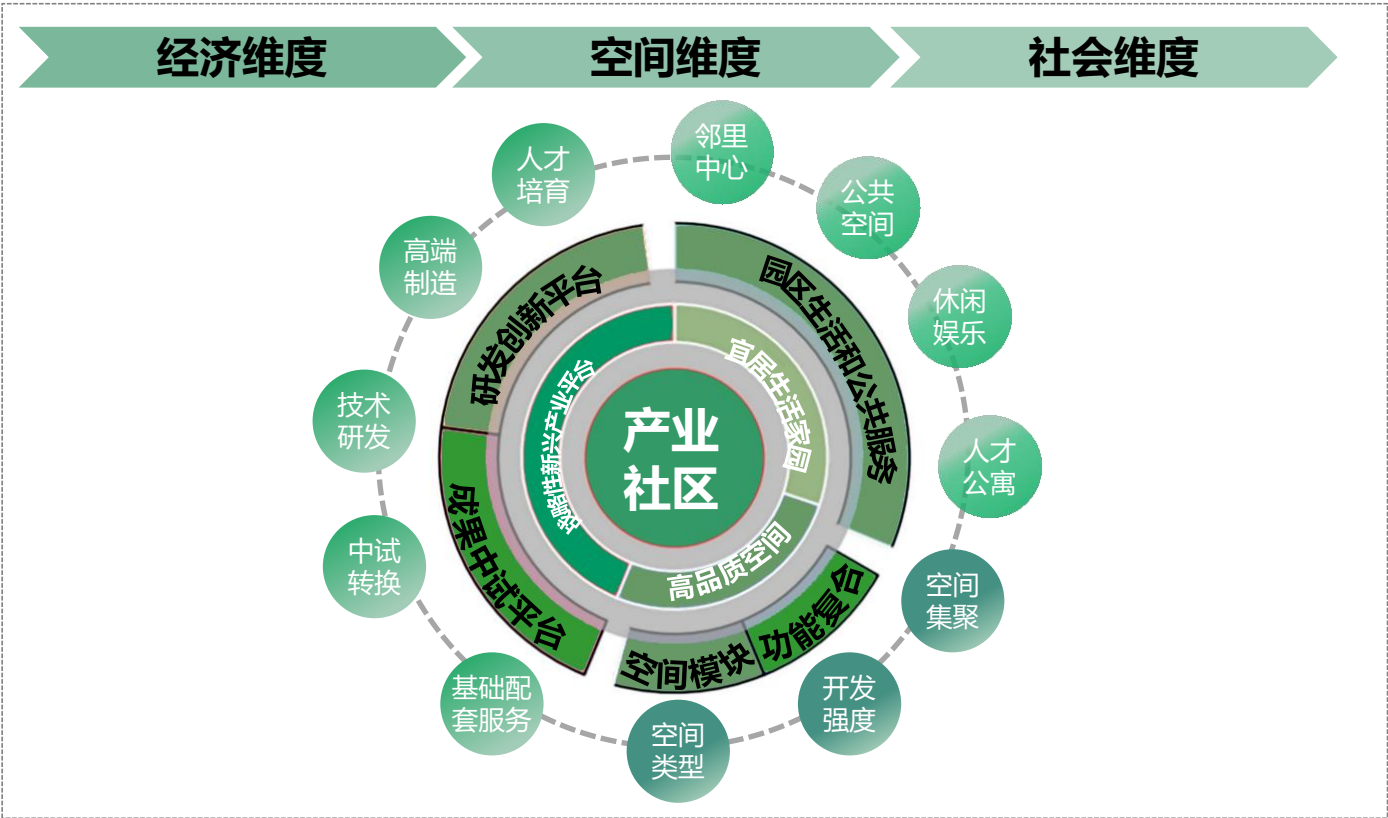 经济维度
空间维度
社会维度
邻里
中心
公共
空间
休闲
娱乐
人才
公寓
空间
集聚
开发
强度
空间
类型
基础配
套服务
中试
转换
技术
研发
高端
制造
人才
培育
研发创新平台
园区生活和公共服务
功能复合
空间模块
成果中试平台
战略性新兴产业平台
宜居生活家园
高品质空间
产业
社区